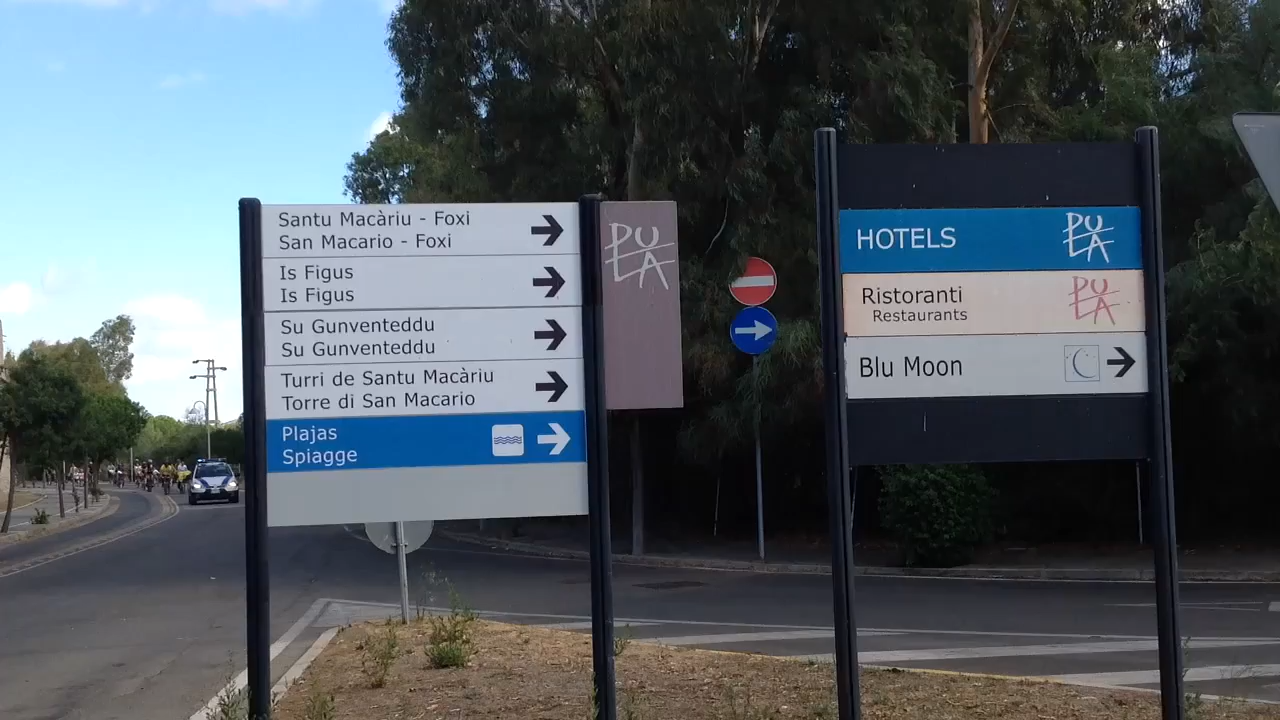 Santu Macàriu - Foxi
San Macario - Foxi
Is Figus
Is Figus
Su Gunventeddu
Su Gunventeddu
Turri de Santu Macàriu
Torre di San Macario
Plajas
Spiagge
PULA
HOTELS PULA
Ristoranti PULA
Restaurants
Blu Moon